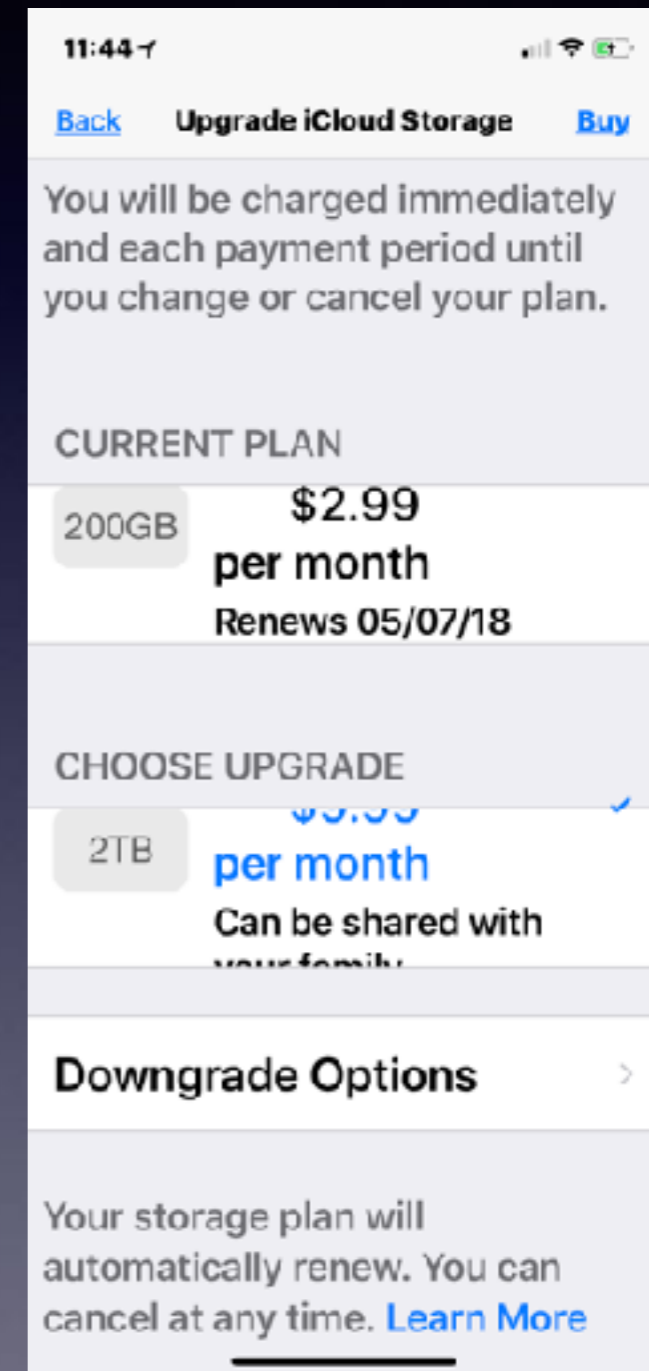 11:44
Back Upgrade iCloud Storage Buy
You will be charged immediately
and each payment period until
you change or cancel your plan.
CURRENT PLAN
200GB $2.99
per month
Renews 05/07/18
CHOOSE UPGRADE
2TB
per month
Can be shared with
your family
Downgrade Options
Your storage plan will
automatically renew. You can
cancel at any time. Learn More